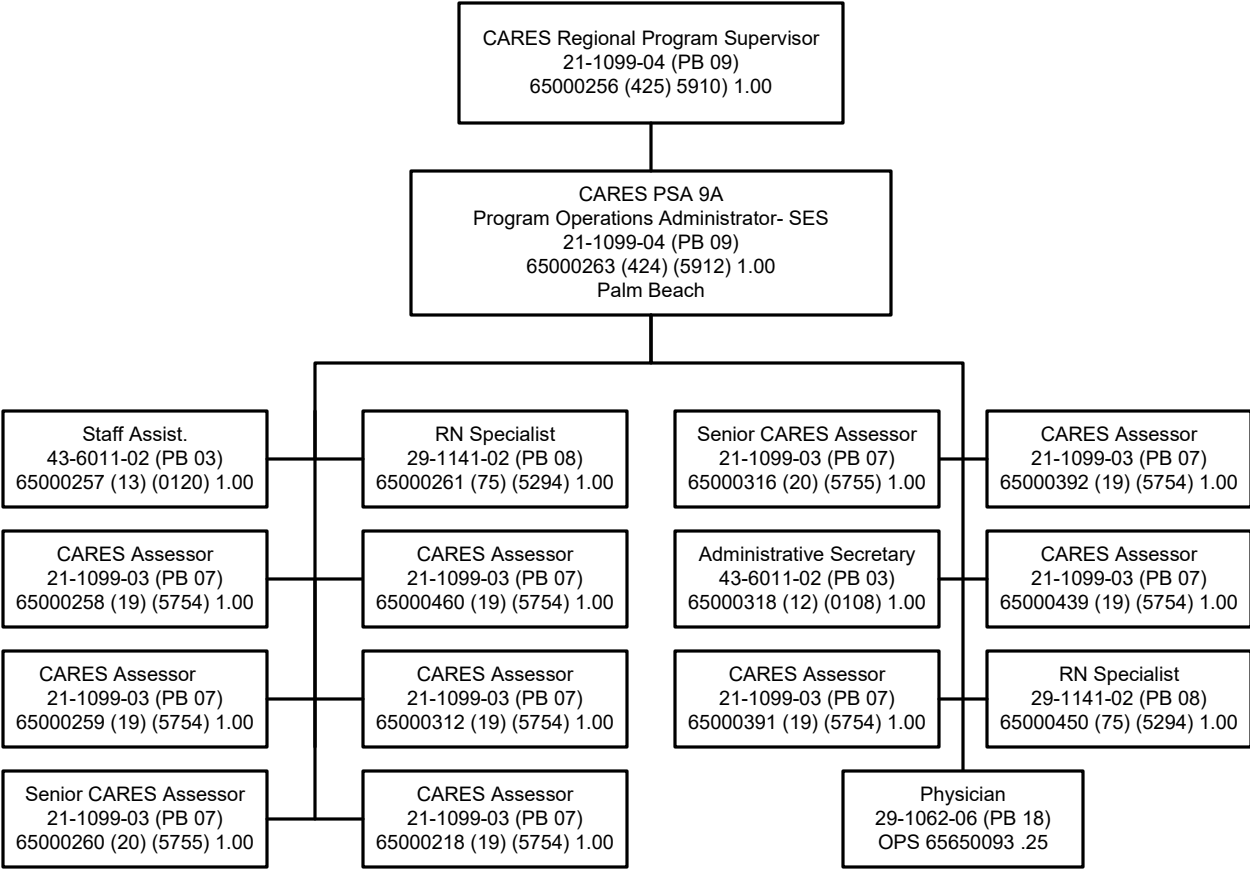 CARES Regional Program Supervisor
21-1099-04 (PB 09)
65000256 (425) 5910) 1.00
CARES PSA 9A
Program Operations Administrator- SES
21-1099-04 (PB 09)
65000263 (424) (5912) 1.00
Palm Beach
Staff Assist.
43-6011-02 (PB 03)
65000257 (13) (0120) 1.00
RN Specialist
29-1141-02 (PB 08)
65000261 (75) (5294) 1.00
Senior CARES Assessor
21-1099-03 (PB 07)
65000316 (20) (5755) 1.00
CARES Assessor
21-1099-03 (PB 07)
65000392 (19) (5754) 1.00
CARES Assessor
21-1099-03 (PB 07)
65000258 (19) (5754) 1.00
CARES Assessor
21-1099-03 (PB 07)
65000460 (19) (5754) 1.00
Administrative Secretary
43-6011-02 (PB 03)
65000318 (12) (0108) 1.00
CARES Assessor
21-1099-03 (PB 07)
65000439 (19) (5754) 1.00
CARES Assessor
21-1099-03 (PB 07)
65000259 (19) (5754) 1.00
CARES Assessor
21-1099-03 (PB 07)
65000312 (19) (5754) 1.00
CARES Assessor
21-1099-03 (PB 07)
65000391 (19) (5754) 1.00
RN Specialist
29-1141-02 (PB 08)
65000450 (75) (5294) 1.00
Senior CARES Assessor
21-1099-03 (PB 07)
65000260 (20) (5755) 1.00
CARES Assessor
21-1099-03 (PB 07)
65000218 (19) (5754) 1.00
Physician
29-1062-06 (PB 18)
OPS 65650093 .25